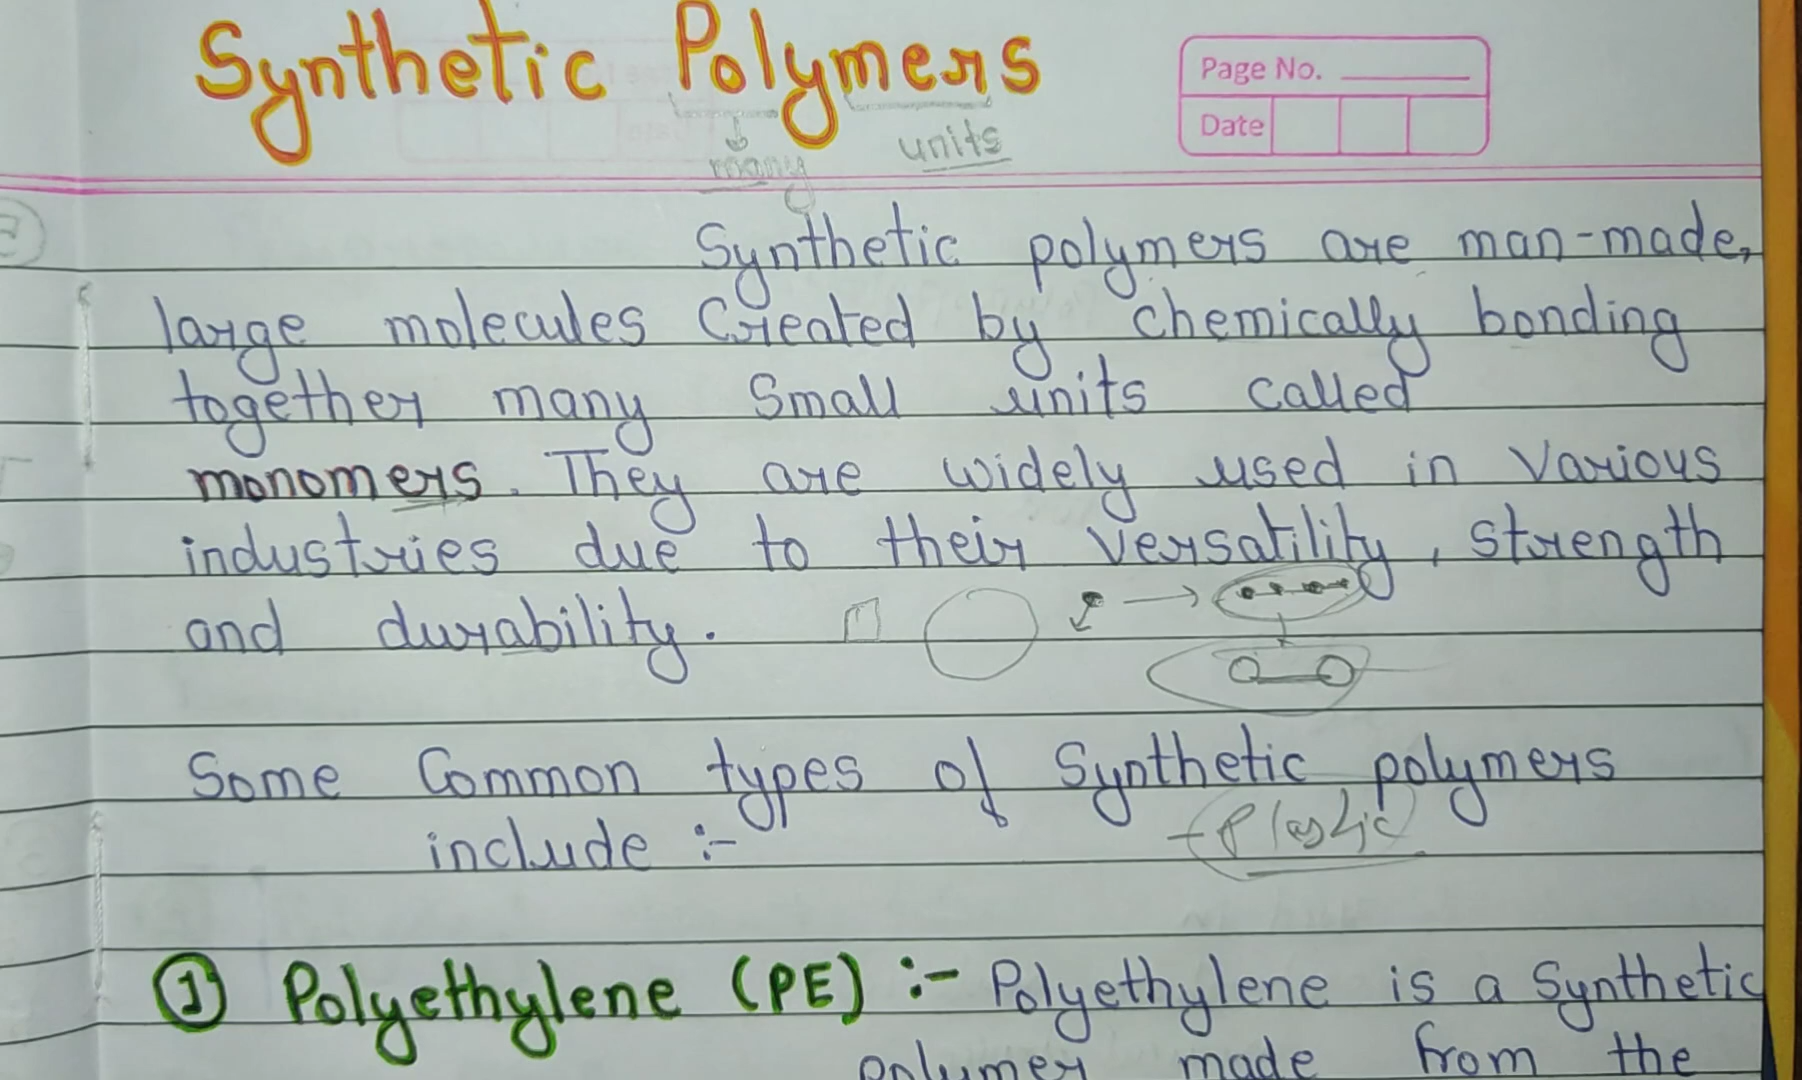 Synthetic Polymers
Page No.
Date
many
units
Synthetic polymers are man-made,
large molecules Created by chemically bonding
together many Small units called
monomers. They are widely used in Various
industries due to their Versatility, strength
and durability.
Some Common types of Synthetic polymers
- Plastic
include :-
① Polyethylene (PE) :- Polyethylene is a Synthetic
polymer made from the